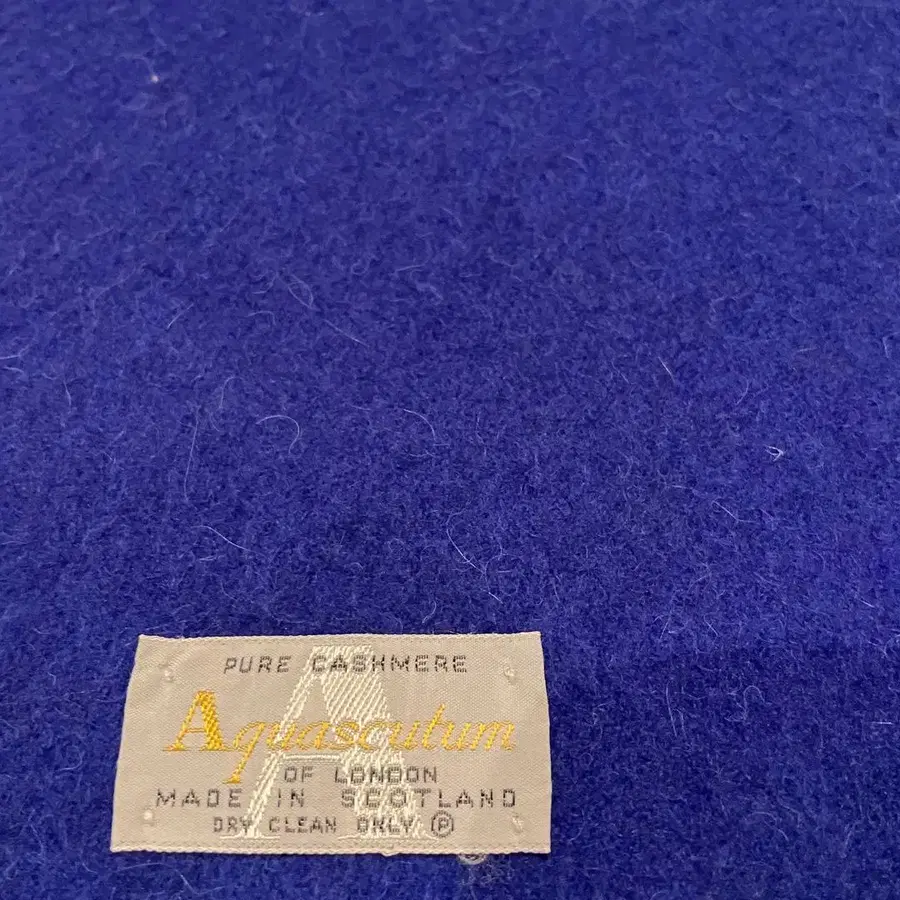 PURE CASHMERE
Aquascutum
OF LONDON
MADE IN SCOTLAND
DRY CLEAN ONLY Ⓟ